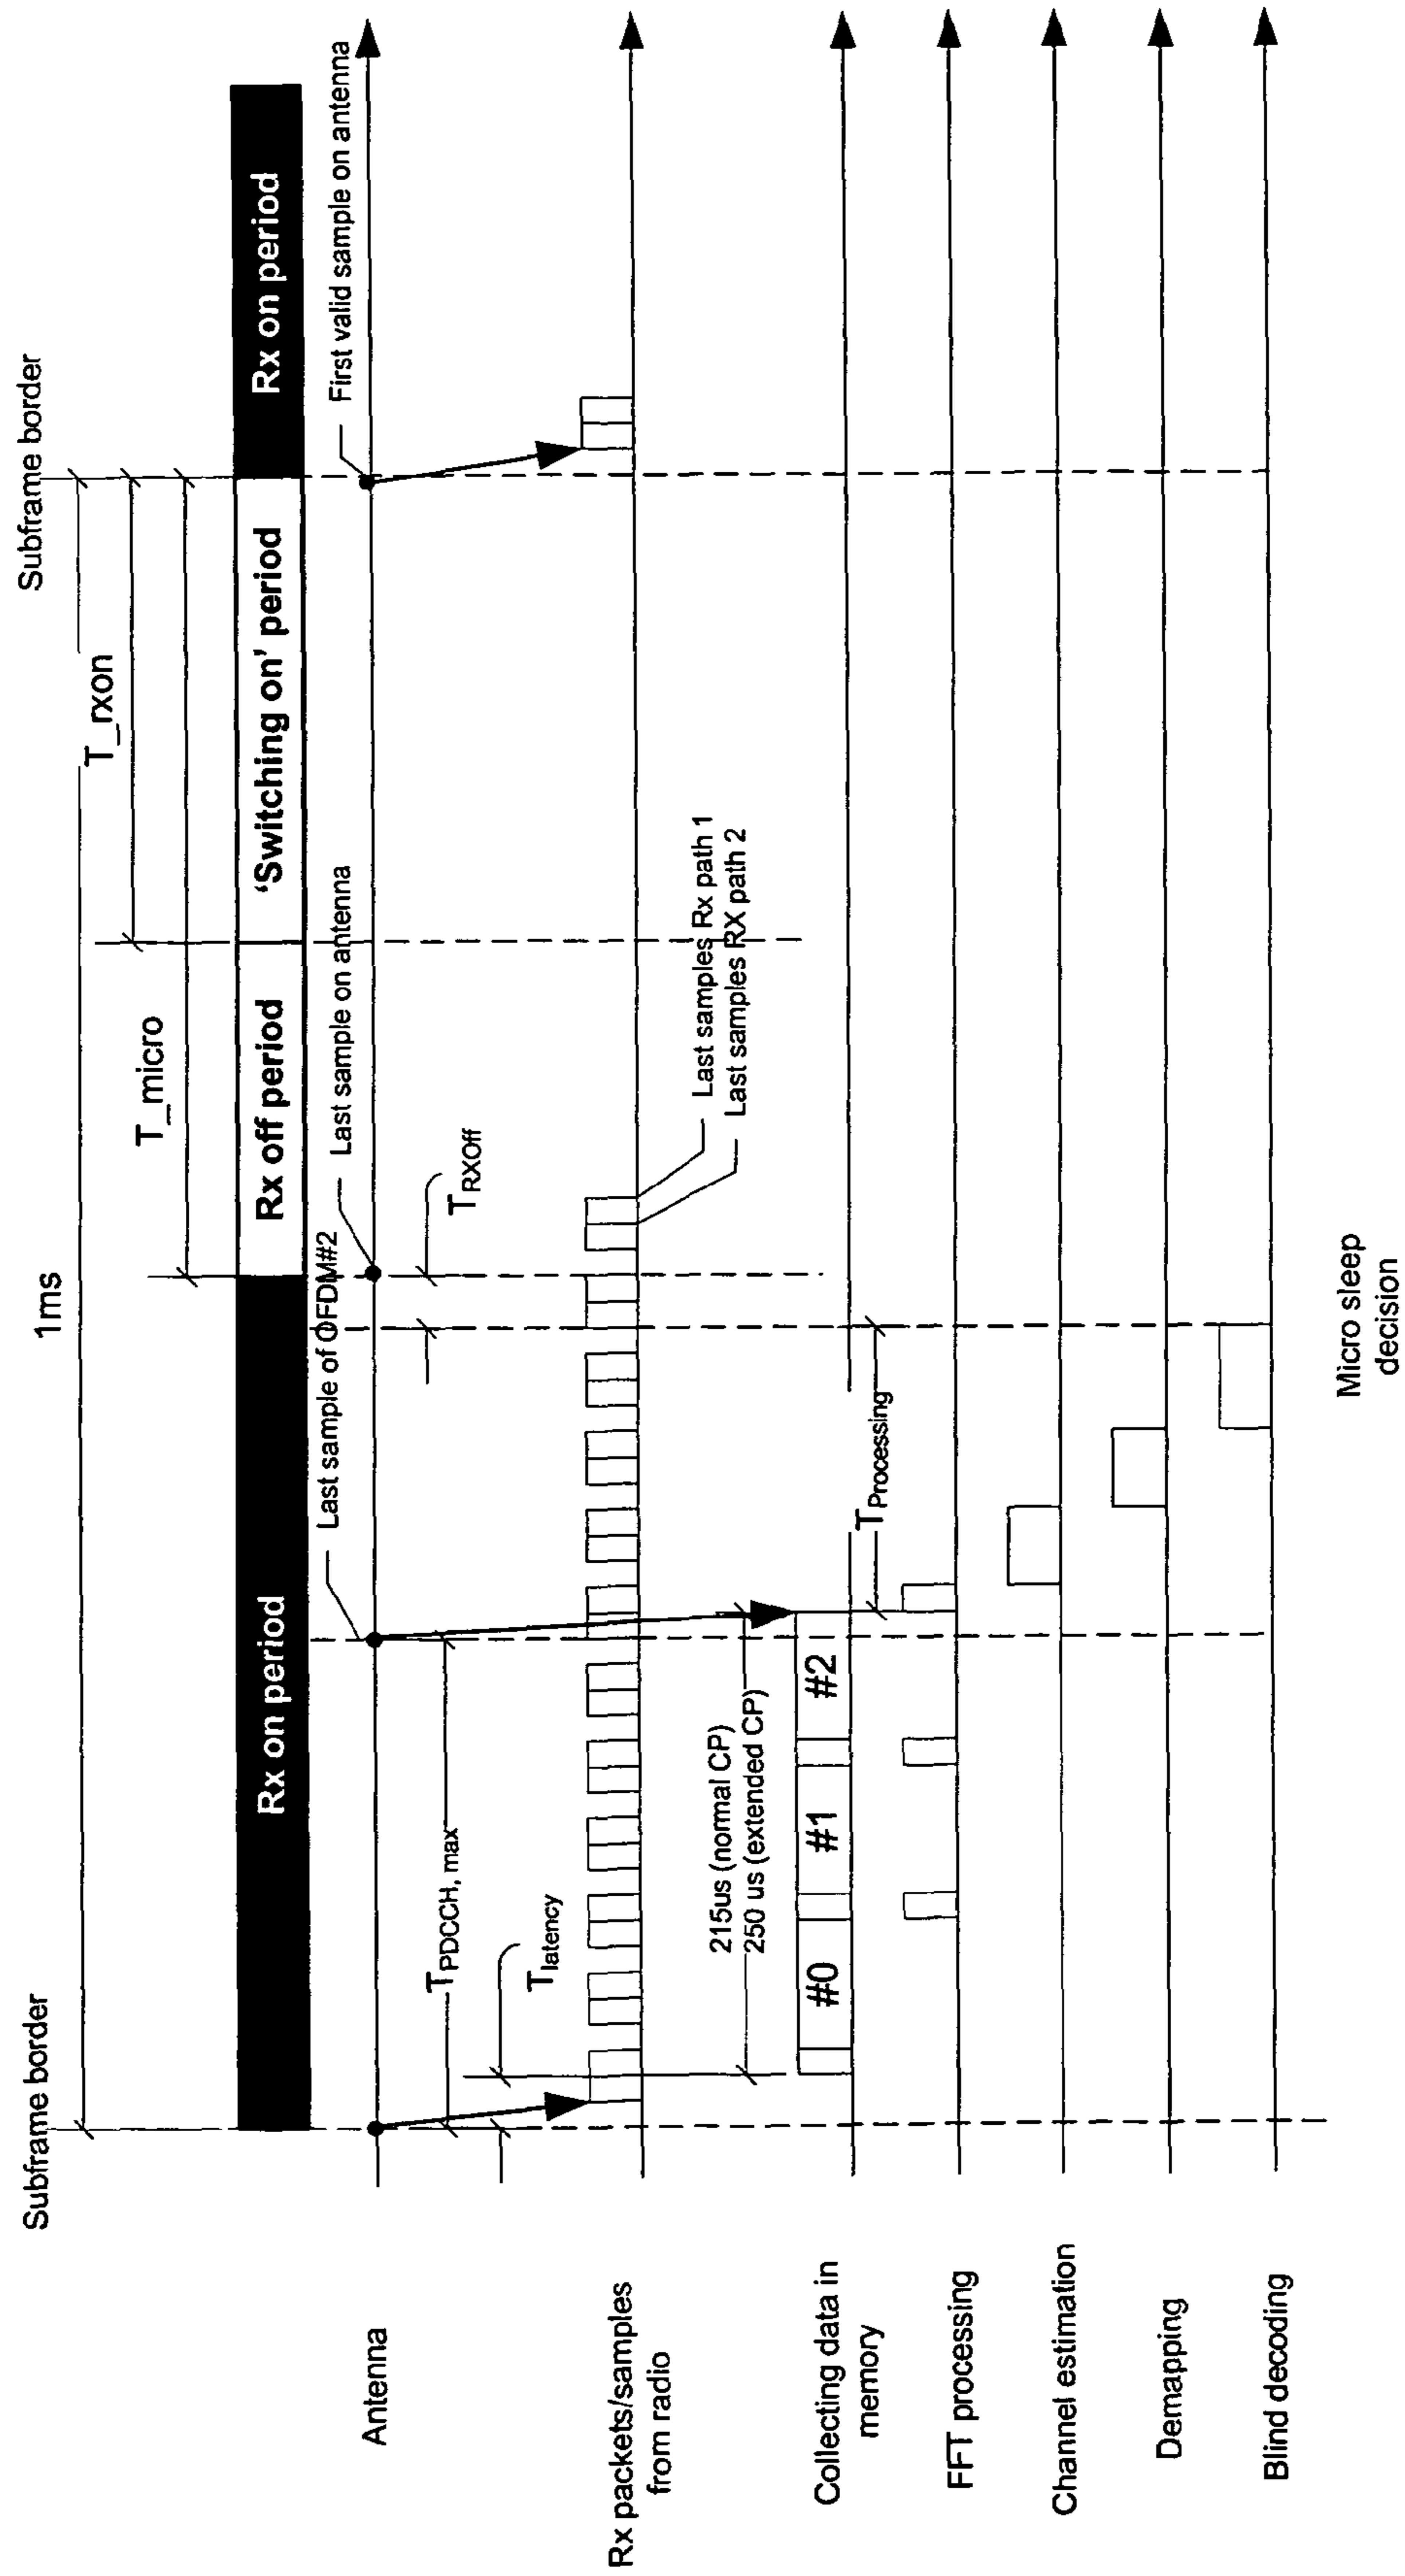 Subframe border
1ms
Subframe border
T_rxon
T_micro
Rx on period
Rx off period
'Switching on' period
Rx on period
Last sample of OFDM#2
Last sample on antenna
First valid sample on antenna
Antenna
TPDCCH, max
TRXOff
Tlatency
Rx packets/samples
from radio
Last samples Rx path 1
Last samples RX path 2
215us (normal CP)
250 us (extended CP)
Collecting data in
memory
#0
#1
#2
TProcessing
FFT processing
Channel estimation
Demapping
Blind decoding
Micro sleep
decision